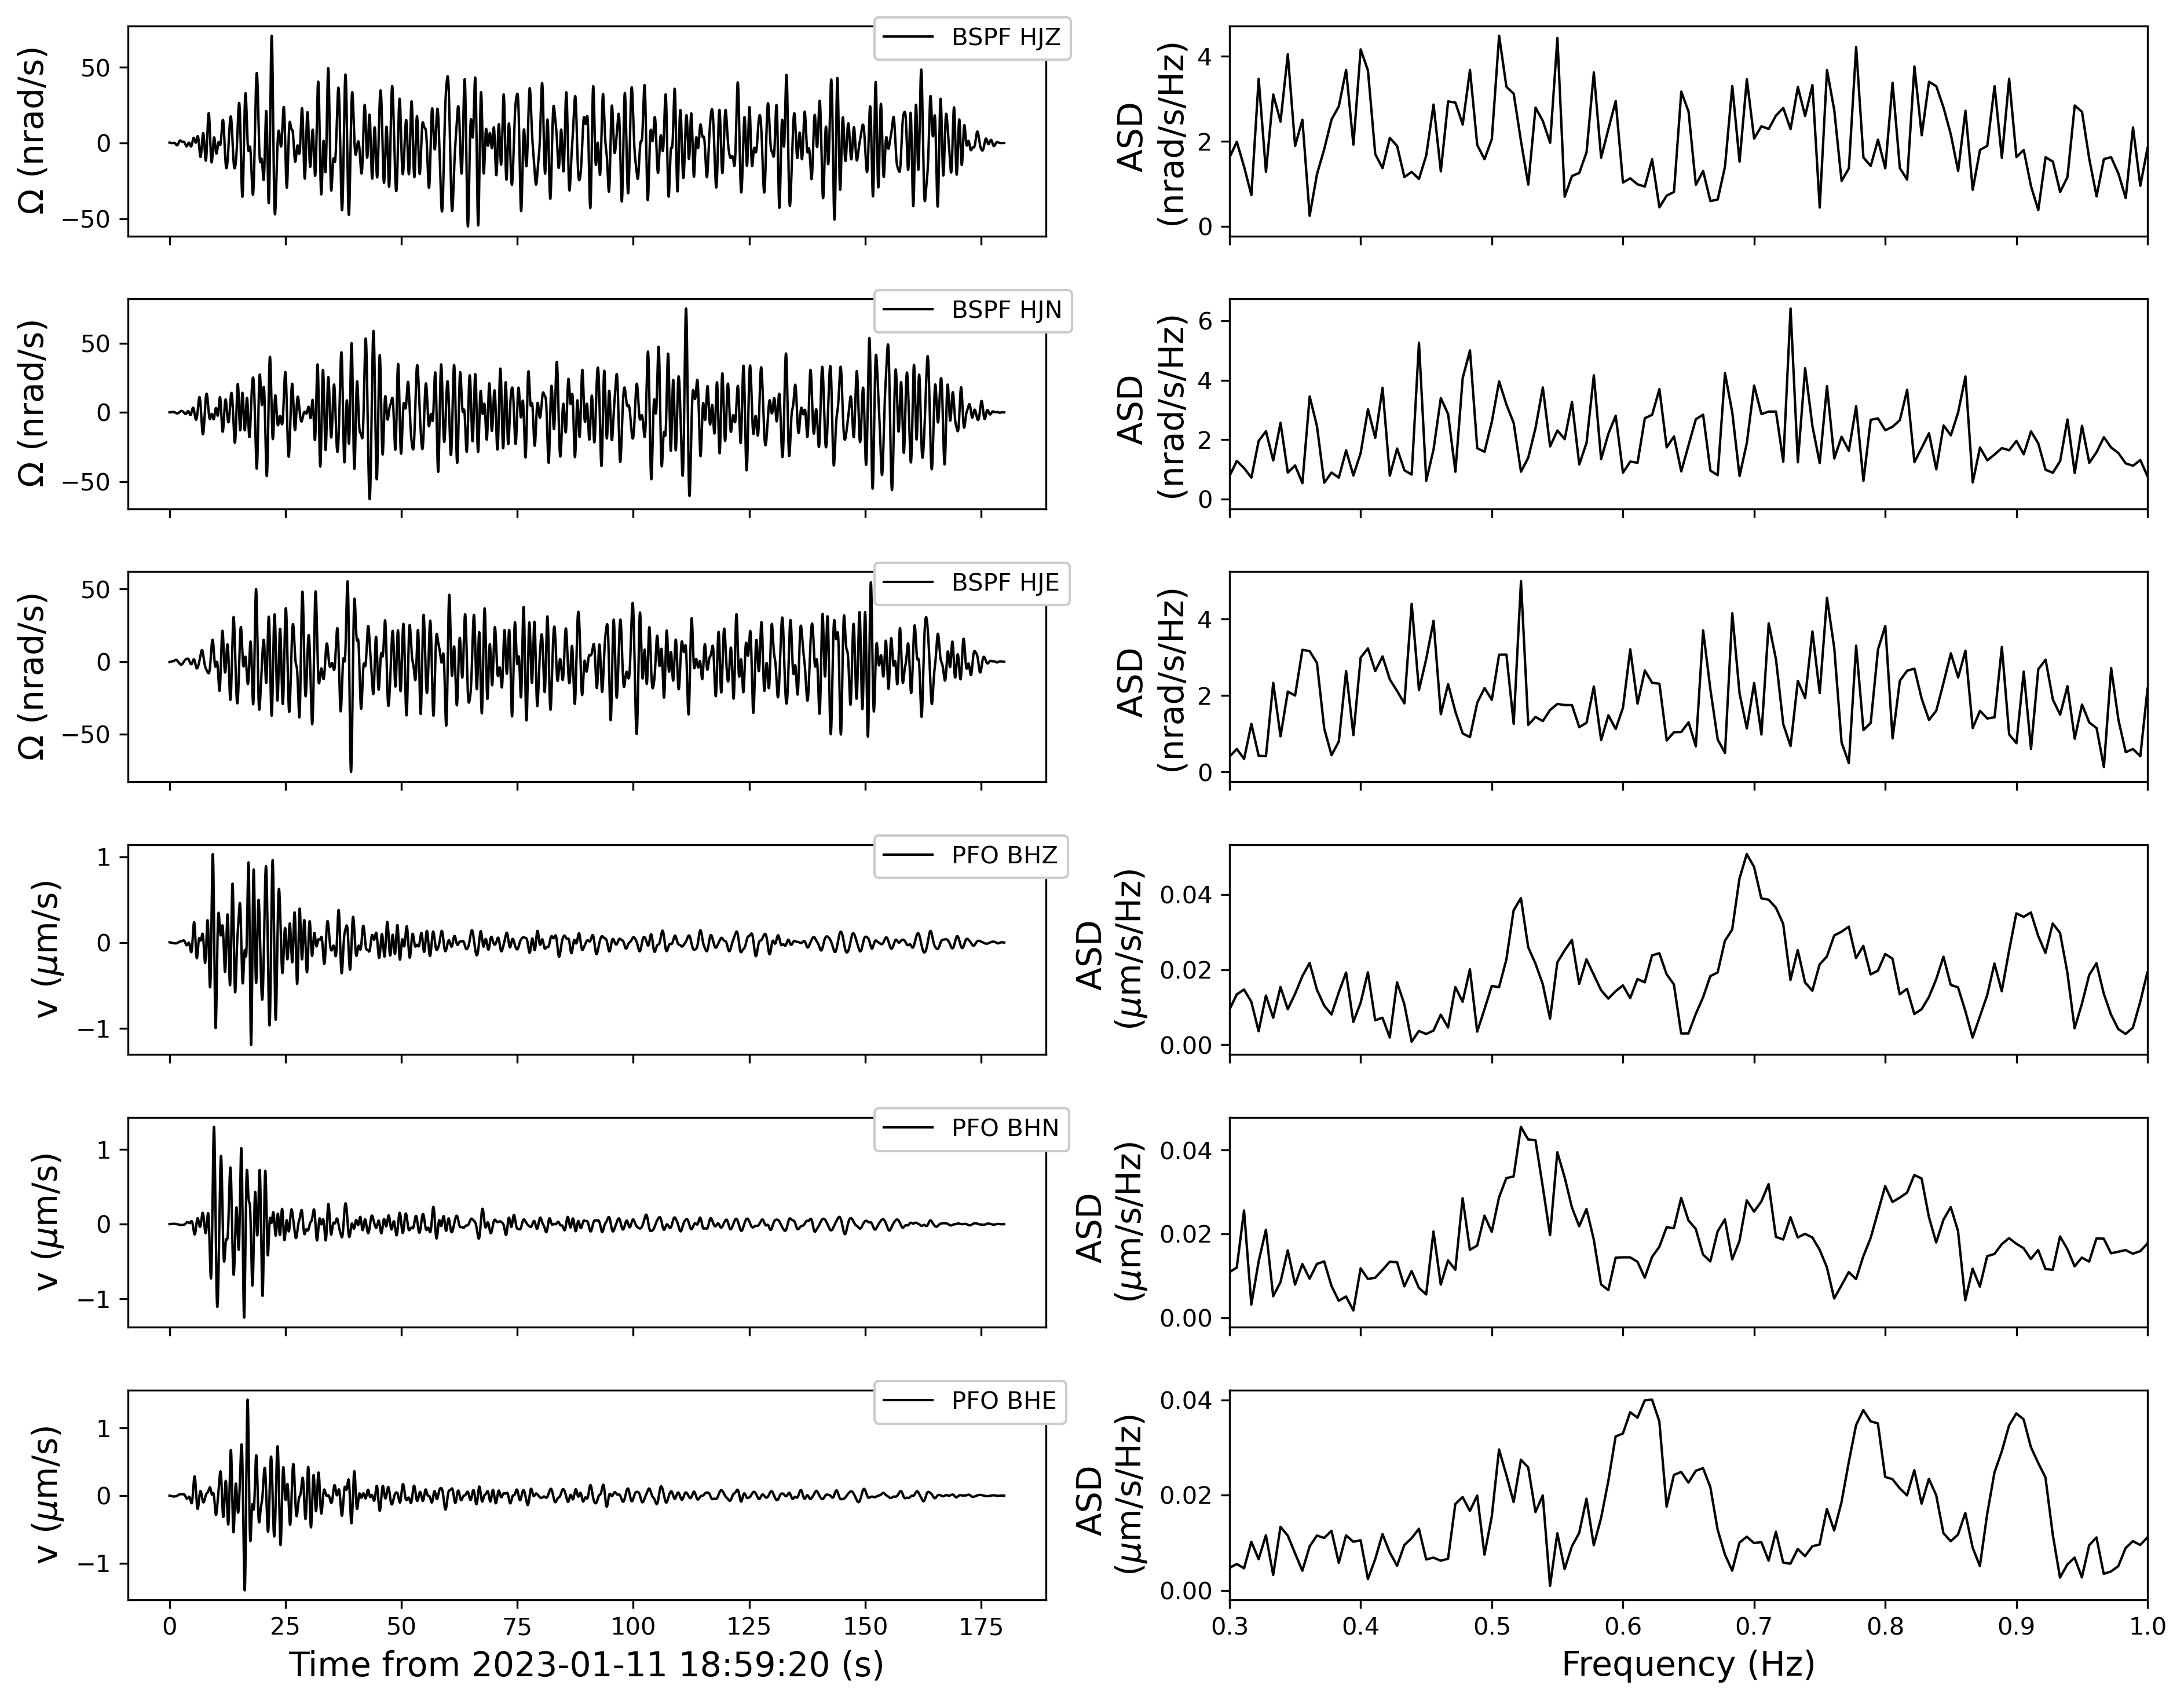 BSPF HJZ
Ω (nrad/s)
50
0
−50
ASD
(nrad/s/Hz)
4
2
0
BSPF HJN
Ω (nrad/s)
50
0
−50
ASD
(nrad/s/Hz)
6
4
2
0
BSPF HJE
Ω (nrad/s)
50
0
−50
ASD
(nrad/s/Hz)
4
2
0
PFO BHZ
v (μm/s)
1
0
−1
ASD
(μm/s/Hz)
0.04
0.02
0.00
PFO BHN
v (μm/s)
1
0
−1
ASD
(μm/s/Hz)
0.04
0.02
0.00
PFO BHE
v (μm/s)
1
0
−1
ASD
(μm/s/Hz)
0.04
0.02
0.00
0 25 50 75 100 125 150 175
Time from 2023-01-11 18:59:20 (s)
0.3 0.4 0.5 0.6 0.7 0.8 0.9 1.0
Frequency (Hz)